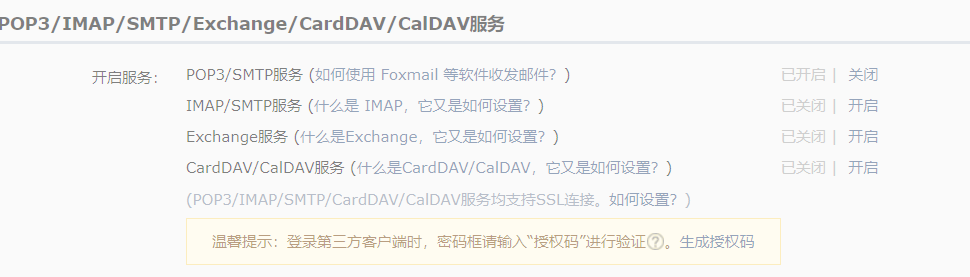 POP3/IMAP/SMTP/Exchange/CardDAV/CalDAV服务
开启服务： POP3/SMTP服务 (如何使用 Foxmail 等软件收发邮件？) 已开启 | 关闭
IMAP/SMTP服务 (什么是 IMAP，它又是如何设置？) 已关闭 | 开启
Exchange服务 (什么是Exchange，它又是如何设置？) 已关闭 | 开启
CardDAV/CalDAV服务 (什么是CardDAV/CalDAV，它又是如何设置？) 已关闭 | 开启
(POP3/IMAP/SMTP/CardDAV/CalDAV服务均支持SSL连接。如何设置？)
温馨提示：登录第三方客户端时，密码框请输入“授权码”进行验证?。生成授权码